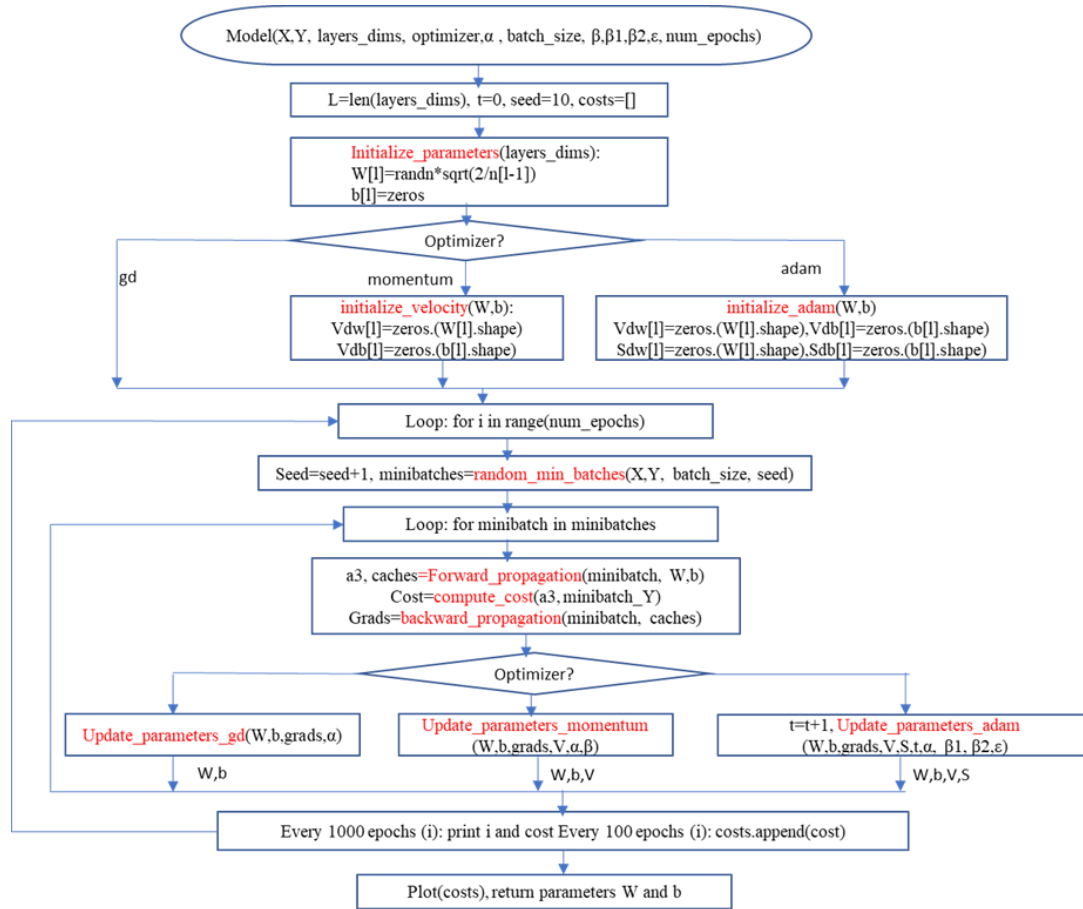 Model(X,Y, layers_dims, optimizer,α , batch_size, β,β1,β2,ε, num_epochs)
L=len(layers_dims), t=0, seed=10, costs=[]
Initialize_parameters(layers_dims):
W[l]=randn*sqrt(2/n[l-1])
b[l]=zeros
Optimizer?
gd
momentum
adam
initialize_velocity(W,b):
Vdw[l]=zeros.(W[l].shape)
Vdb[l]=zeros.(b[l].shape)
initialize_adam(W,b)
Vdw[l]=zeros.(W[l].shape),Vdb[l]=zeros.(b[l].shape)
Sdw[l]=zeros.(W[l].shape),Sdb[l]=zeros.(b[l].shape)
Loop: for i in range(num_epochs)
Seed=seed+1, minibatches=random_min_batches(X,Y, batch_size, seed)
Loop: for minibatch in minibatches
a3, caches=Forward_propagation(minibatch, W,b)
Cost=compute_cost(a3,minibatch_Y)
Grads=backward_propagation(minibatch, caches)
Optimizer?
Update_parameters_gd(W,b,grads,α)
Update_parameters_momentum
(W,b,grads,V,α,β)
t=t+1, Update_parameters_adam
(W,b,grads,V,S,t,α, β1, β2,ε)
W,b
W,b,V
W,b,V,S
Every 1000 epochs (i): print i and cost Every 100 epochs (i): costs.append(cost)
Plot(costs), return parameters W and b